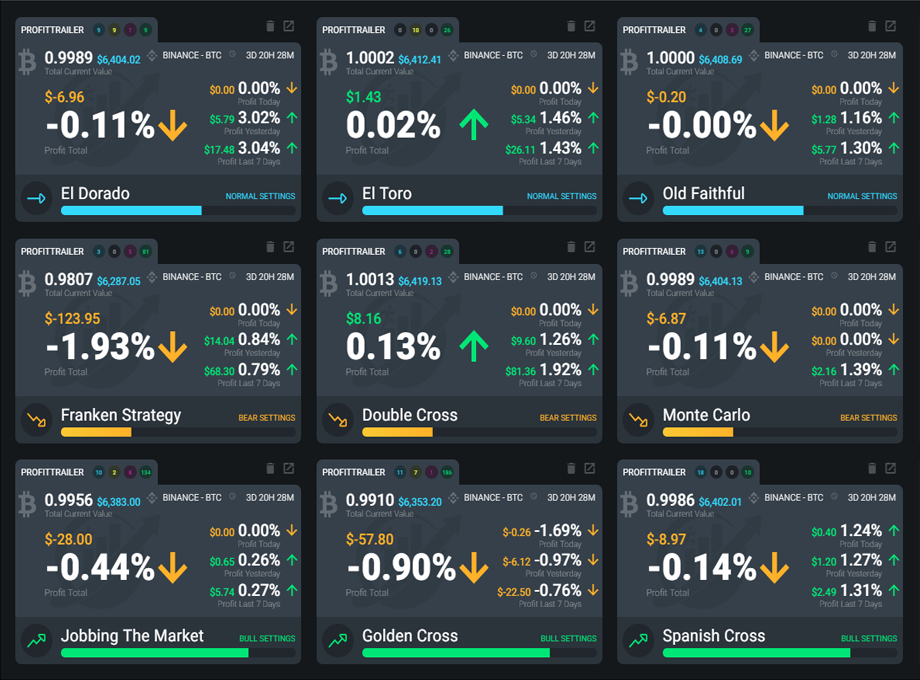 PROFITTRAILER 9 9 1 9
0.9989 $6,404.02 BINANCE - BTC 3D 20H 28M
Total Current Value
$-6.96
-0.11%
Profit Total
$0.00 0.00%
Profit Today
$5.79 3.02%
Profit Yesterday
$17.48 3.04%
Profit Last 7 Days
El Dorado NORMAL SETTINGS
PROFITTRAILER 0 18 0 26
1.0002 $6,412.41 BINANCE - BTC 3D 20H 28M
Total Current Value
$1.43
0.02%
Profit Total
$0.00 0.00%
Profit Today
$5.34 1.46%
Profit Yesterday
$26.11 1.43%
Profit Last 7 Days
El Toro NORMAL SETTINGS
PROFITTRAILER 27
1.0000 $6,408.69 BINANCE - BTC 3D 20H 28M
Total Current Value
$-0.20
-0.00%
Profit Total
$0.00 0.00%
Profit Today
$1.28 1.16%
Profit Yesterday
$5.77 1.30%
Profit Last 7 Days
Old Faithful NORMAL SETTINGS
PROFITTRAILER 3 0 81
0.9807 $6,287.05 BINANCE - BTC 3D 20H 28M
Total Current Value
$-123.95
-1.93%
Profit Total
$0.00 0.00%
Profit Today
$14.04 0.84%
Profit Yesterday
$68.30 0.79%
Profit Last 7 Days
Franken Strategy BEAR SETTINGS
PROFITTRAILER 6 0 2 28
1.0013 $6,419.13 BINANCE - BTC 3D 20H 28M
Total Current Value
$8.16
0.13%
Profit Total
$0.00 0.00%
Profit Today
$9.60 1.26%
Profit Yesterday
$81.36 1.92%
Profit Last 7 Days
Double Cross BEAR SETTINGS
PROFITTRAILER 13 0 9
0.9989 $6,404.13 BINANCE - BTC 3D 20H 28M
Total Current Value
$-6.87
-0.11%
Profit Total
$0.00 0.00%
Profit Today
$0.00 0.00%
Profit Yesterday
$2.16 1.39%
Profit Last 7 Days
Monte Carlo BEAR SETTINGS
PROFITTRAILER 10 2 134
0.9956 $6,383.00 BINANCE - BTC 3D 20H 28M
Total Current Value
$-28.00
-0.44%
Profit Total
$0.00 0.00%
Profit Today
$0.65 0.26%
Profit Yesterday
$5.74 0.27%
Profit Last 7 Days
Jobbing The Market BULL SETTINGS
PROFITTRAILER 11 7 1 186
0.9910 $6,353.20 BINANCE - BTC 3D 20H 28M
Total Current Value
$-57.80
-0.90%
Profit Total
$-0.26 -1.69%
Profit Today
$-6.12 -0.97%
Profit Yesterday
$-22.50 -0.76%
Profit Last 7 Days
Golden Cross BULL SETTINGS
PROFITTRAILER 18 0 0 10
0.9986 $6,402.01 BINANCE - BTC 3D 20H 28M
Total Current Value
$-8.97
-0.14%
Profit Total
$0.40 1.24%
Profit Today
$1.20 1.27%
Profit Yesterday
$2.49 1.31%
Profit Last 7 Days
Spanish Cross BULL SETTINGS